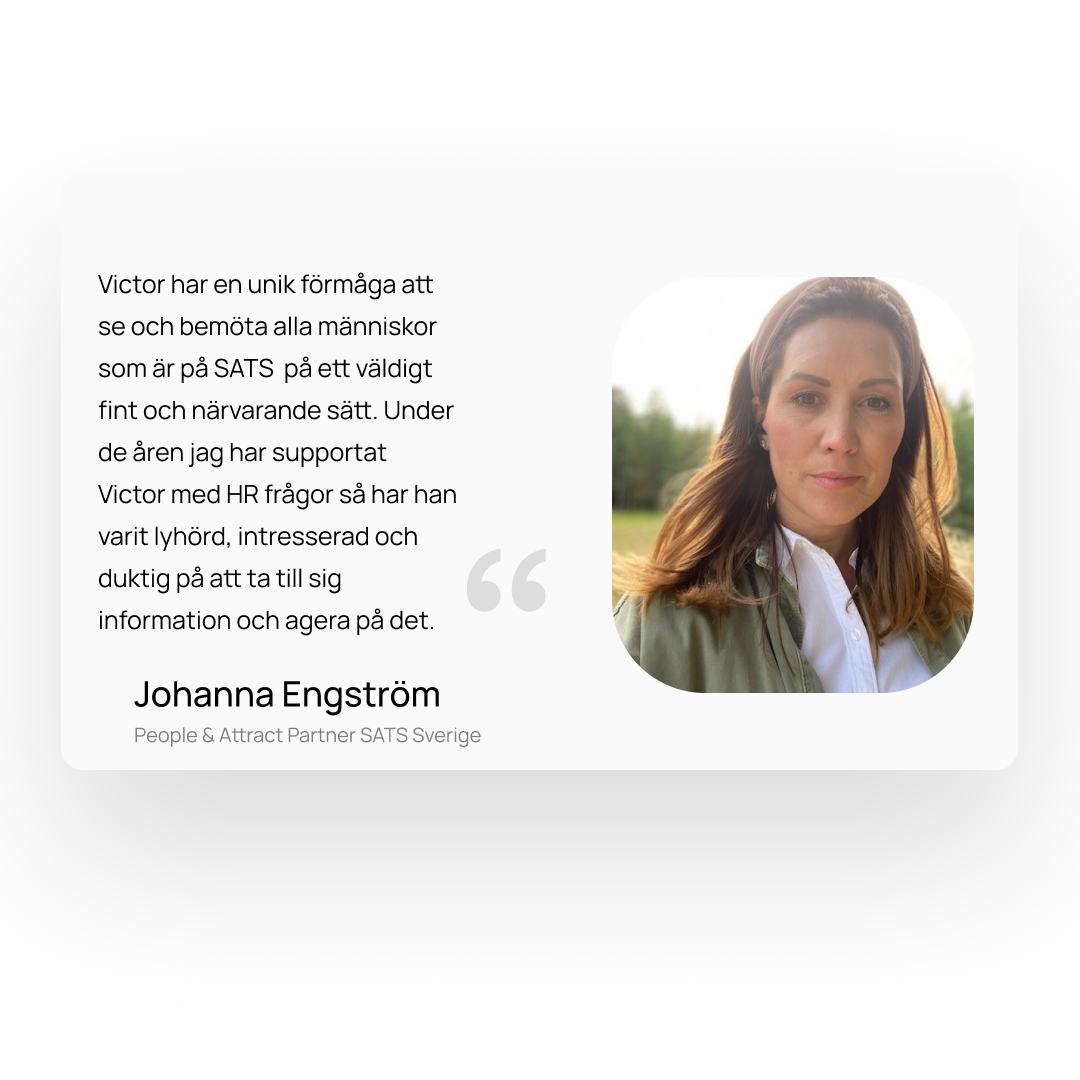 Victor har en unik förmåga att
se och bemöta alla människor
som är på SATS  på ett väldigt
fint och närvarande sätt. Under
de åren jag har supportat
Victor med HR frågor så har han
varit lyhörd, intresserad och
duktig på att ta till sig
information och agera på det.
“
Johanna Engström
People & Attract Partner SATS Sverige